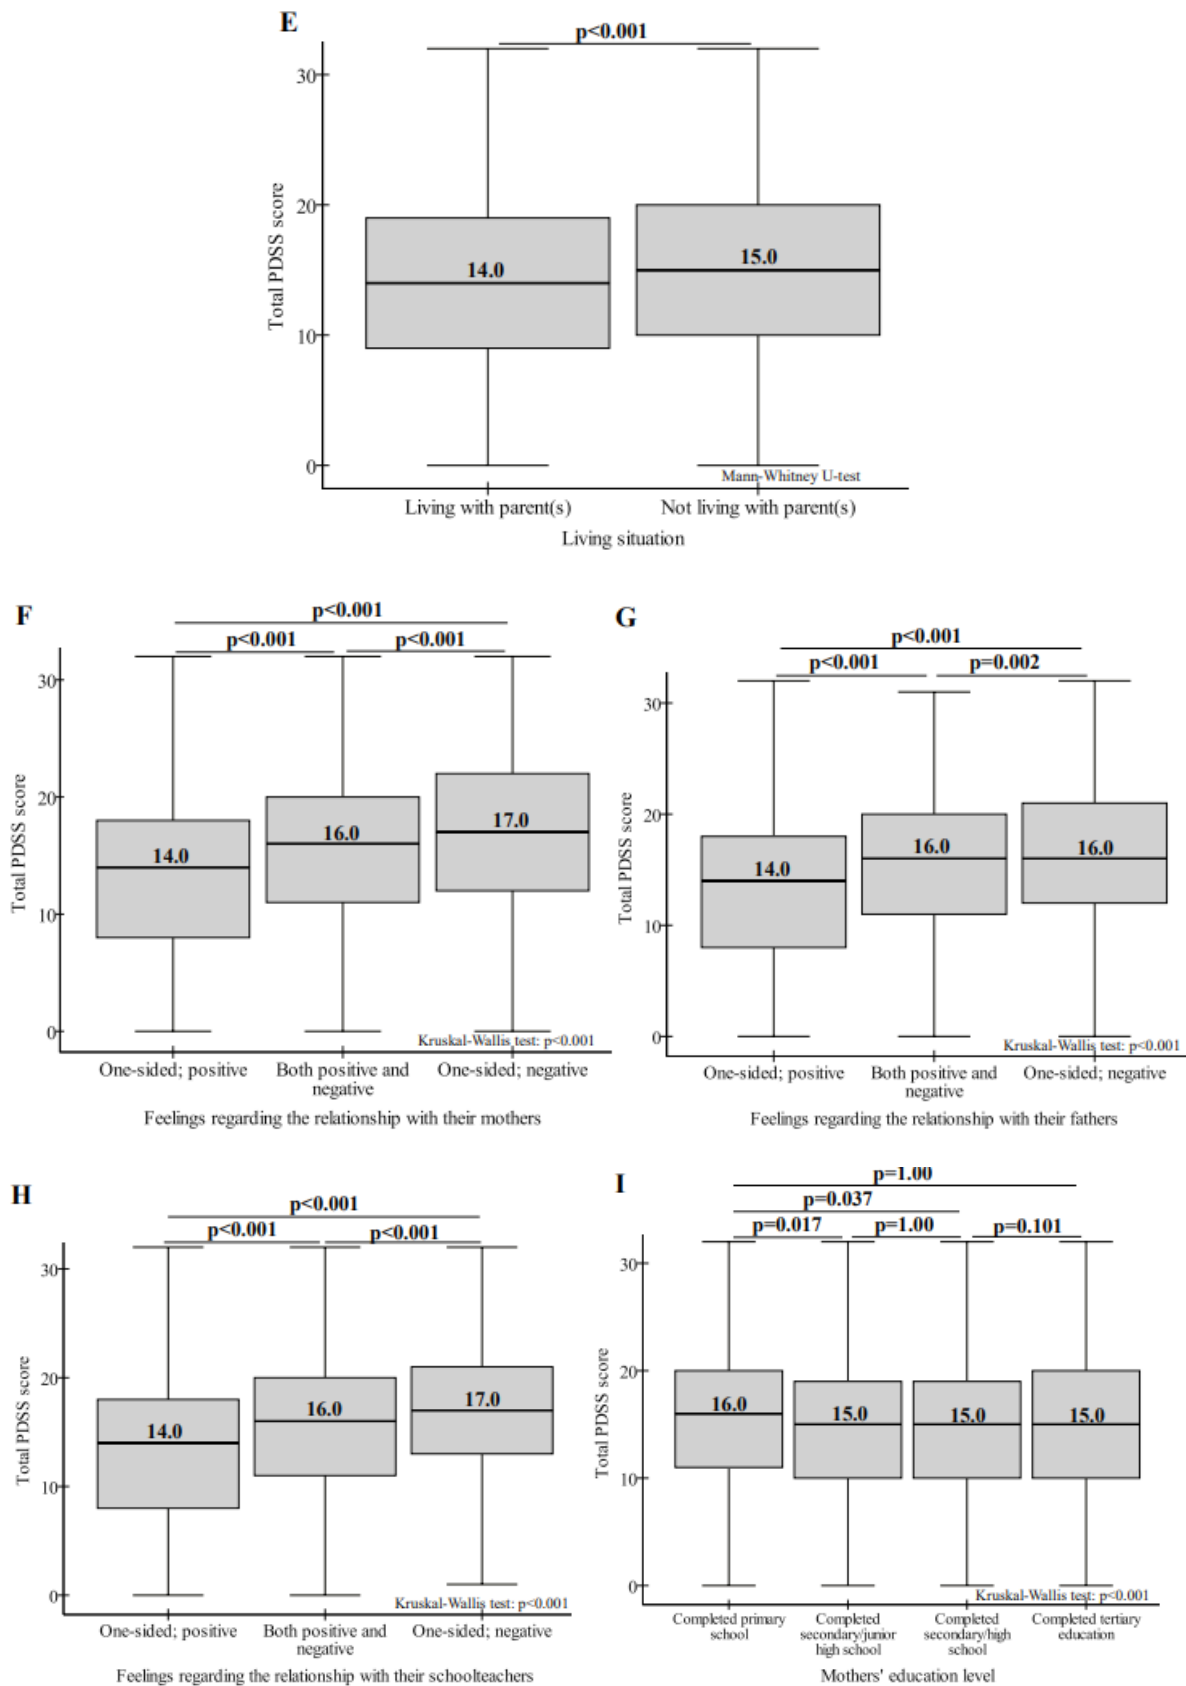 E
p<0.001
30
20
10
0
Total PDSS score
14.0
15.0
Mann-Whitney U-test
Living with parent(s)
Not living with parent(s)
Living situation
F
p<0.001
p<0.001
p<0.001
30
20
10
0
Total PDSS score
14.0
16.0
17.0
Kruskal-Wallis test: p<0.001
One-sided; positive
Both positive and
negative
One-sided; negative
Feelings regarding the relationship with their mothers
G
p<0.001
p<0.001
p=0.002
30
20
10
0
Total PDSS score
14.0
16.0
16.0
Kruskal-Wallis test: p<0.001
One-sided; positive
Both positive and
negative
One-sided; negative
Feelings regarding the relationship with their fathers
H
p<0.001
p<0.001
p<0.001
30
20
10
0
Total PDSS score
14.0
16.0
17.0
Kruskal-Wallis test: p<0.001
One-sided; positive
Both positive and
negative
One-sided; negative
Feelings regarding the relationship with their schoolteachers
I
p=1.00
p=0.037
p=0.017
p=1.00
p=0.101
30
20
10
0
Total PDSS score
16.0
15.0
15.0
15.0
Kruskal-Wallis test: p<0.001
Completed primary
school
Completed
secondary/junior
high school
Completed
secondary/high
school
Completed tertiary
education
Mothers' education level